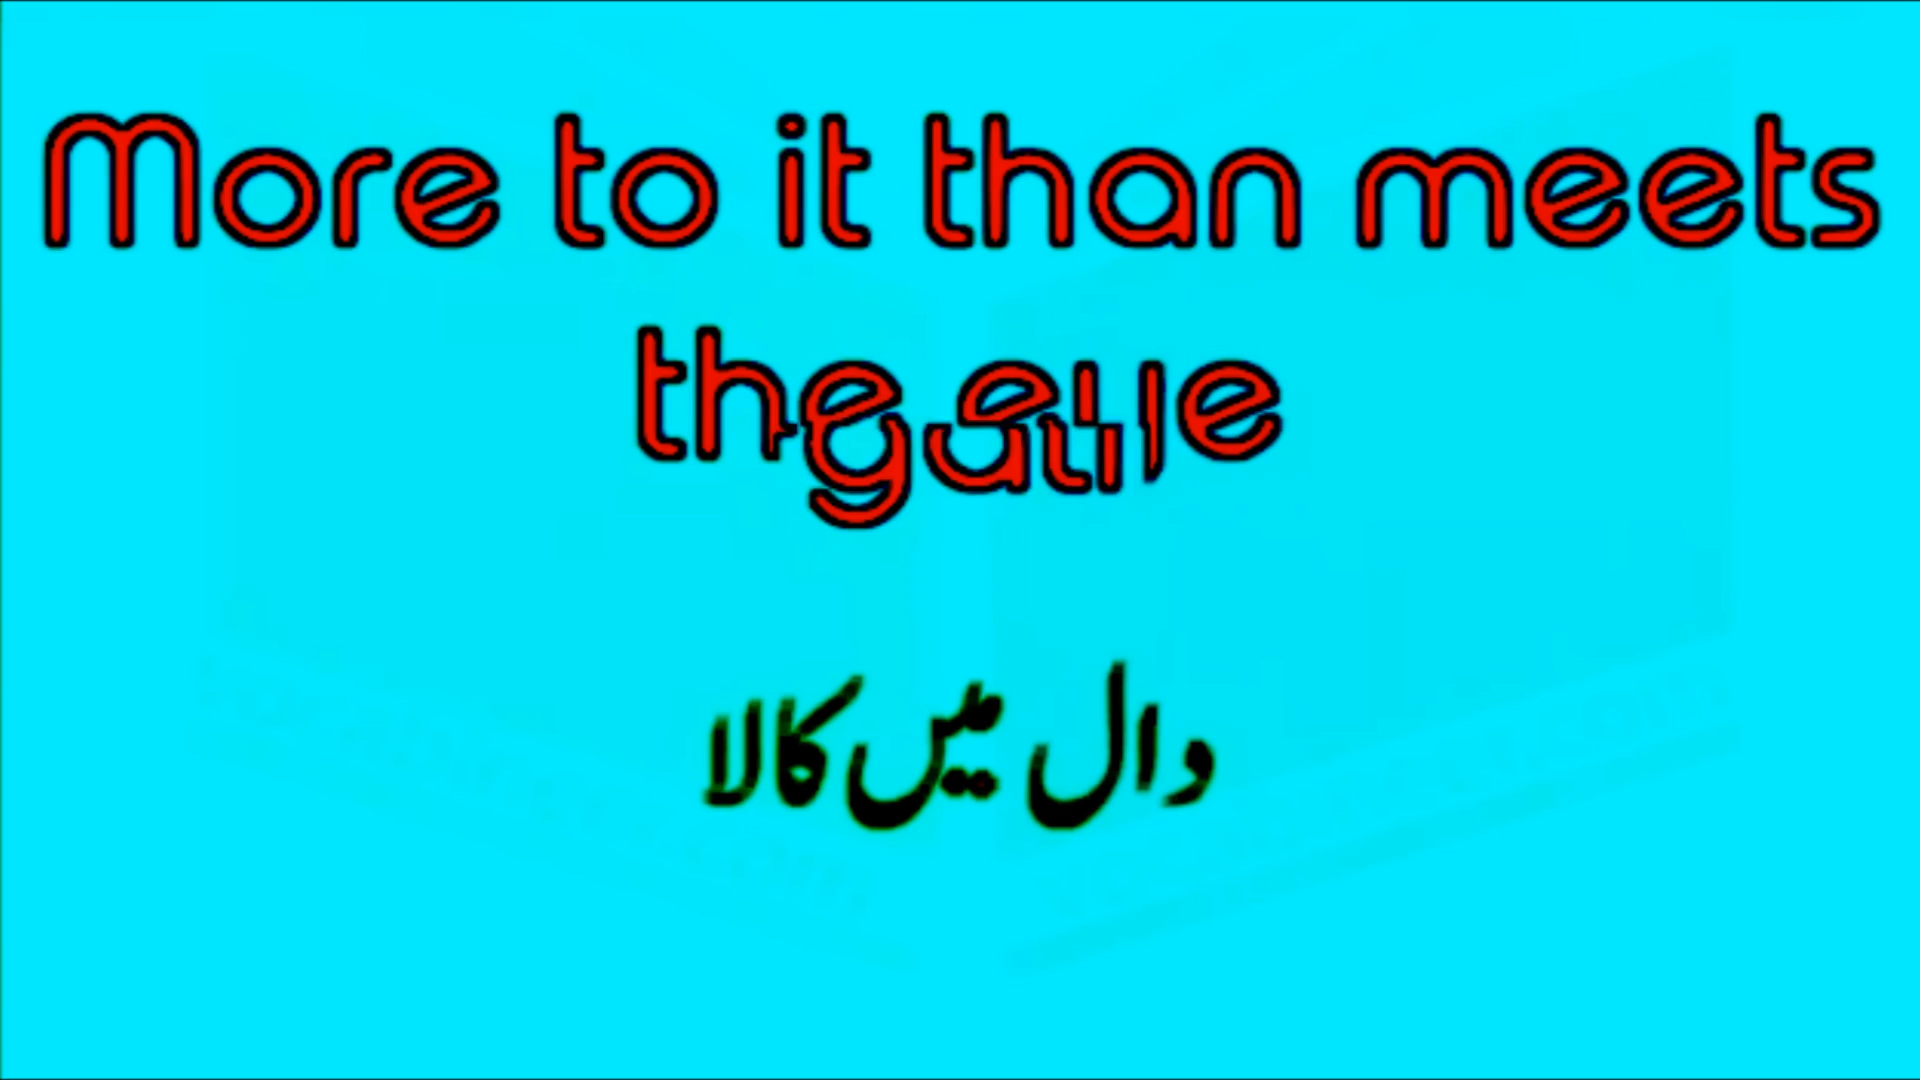 More to it than meets
the
دال میں کالا